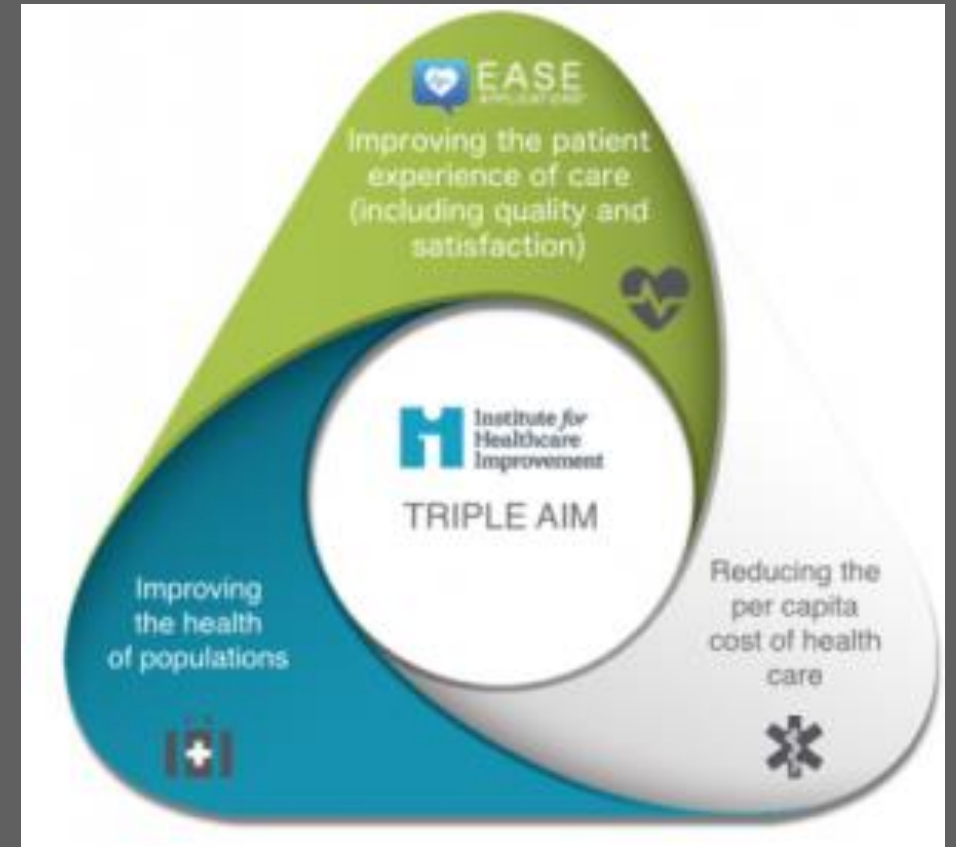 EASE
APPLICATIONS
Improving the patient
experience of care
(including quality and
satisfaction)
Institute for
Healthcare
Improvement
TRIPLE AIM
Improving
the health
of populations
Reducing the
per capita
cost of health
care